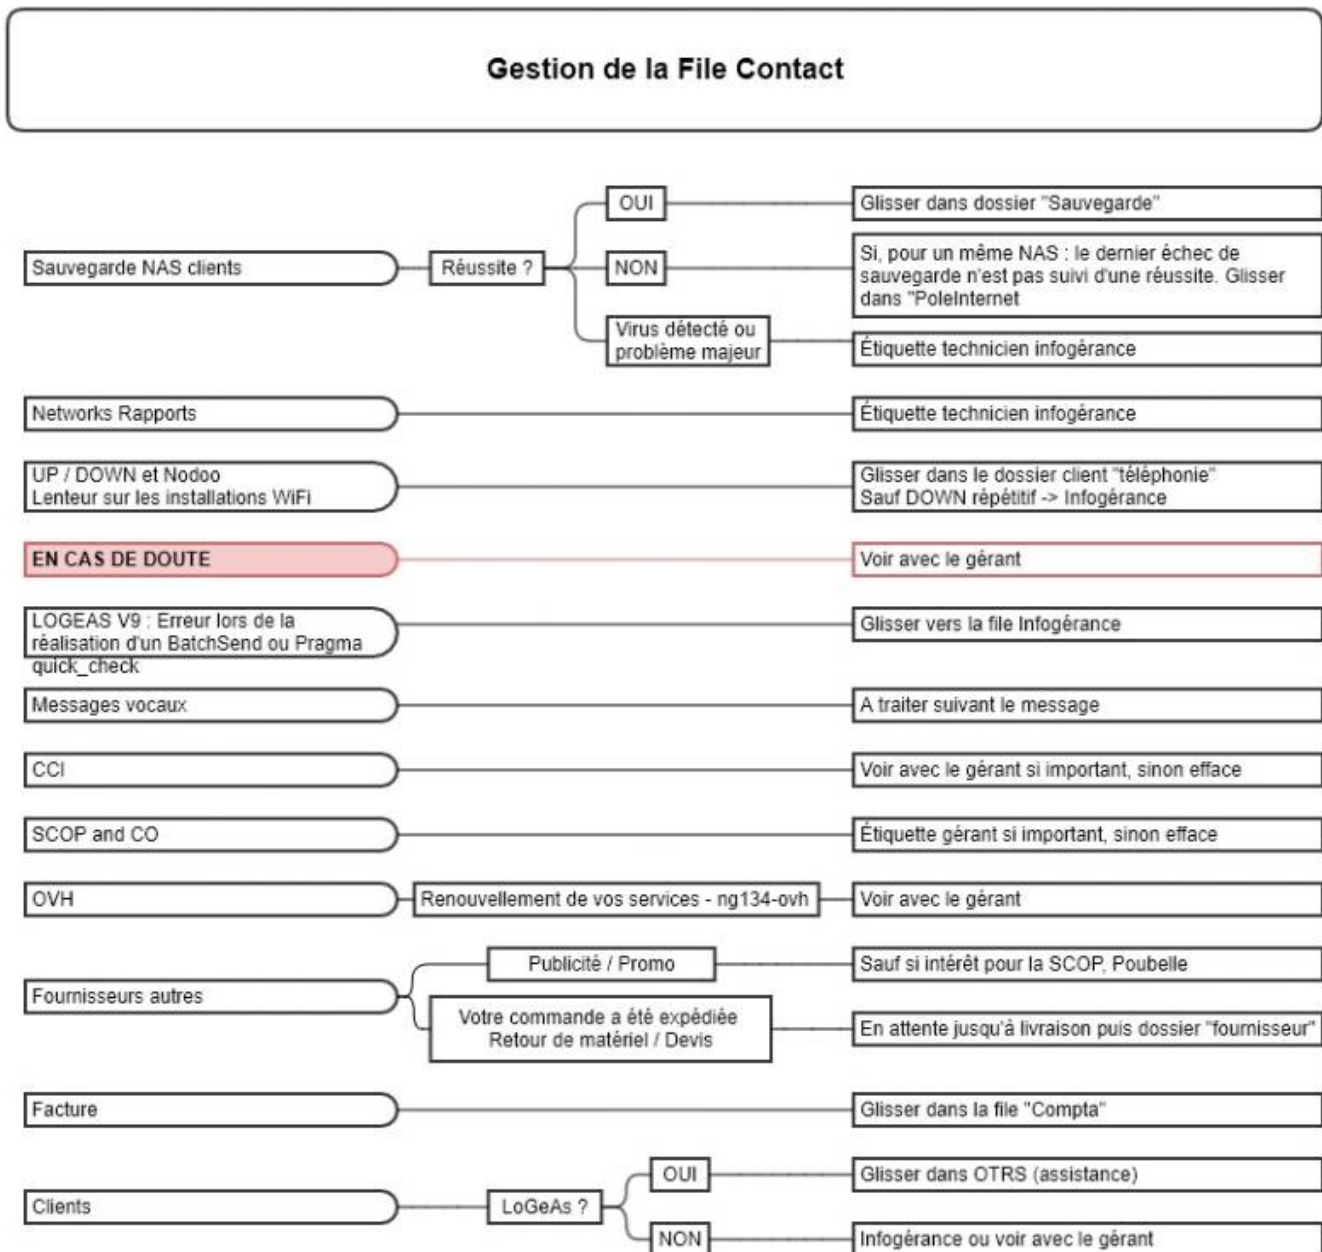 Gestion de la File Contact
Sauvegarde NAS clients
Réussite ?
OUI
Glisser dans dossier "Sauvegarde"
NON
Si, pour un même NAS : le dernier échec de
sauvegarde n'est pas suivi d'une réussite. Glisser
dans "PoleInternet
Virus détecté ou
problème majeur
Étiquette technicien infogérance
Networks Rapports
Étiquette technicien infogérance
UP / DOWN et Nodoo
Lenteur sur les installations WiFi
Glisser dans le dossier client "téléphonie"
Sauf DOWN répétitif -> Infogérance
EN CAS DE DOUTE
Voir avec le gérant
LOGEAS V9 : Erreur lors de la
réalisation d'un BatchSend ou Pragma
quick_check
Glisser vers la file Infogérance
Messages vocaux
A traiter suivant le message
CCI
Voir avec le gérant si important, sinon efface
SCOP and CO
Étiquette gérant si important, sinon efface
OVH
Renouvellement de vos services - ng134-ovh
Voir avec le gérant
Fournisseurs autres
Publicité / Promo
Sauf si intérêt pour la SCOP, Poubelle
Votre commande a été expédiée
Retour de matériel / Devis
En attente jusqu'à livraison puis dossier "fournisseur"
Facture
Glisser dans la file "Compta"
Clients
LoGeAs ?
OUI
Glisser dans OTRS (assistance)
NON
Infogérance ou voir avec le gérant